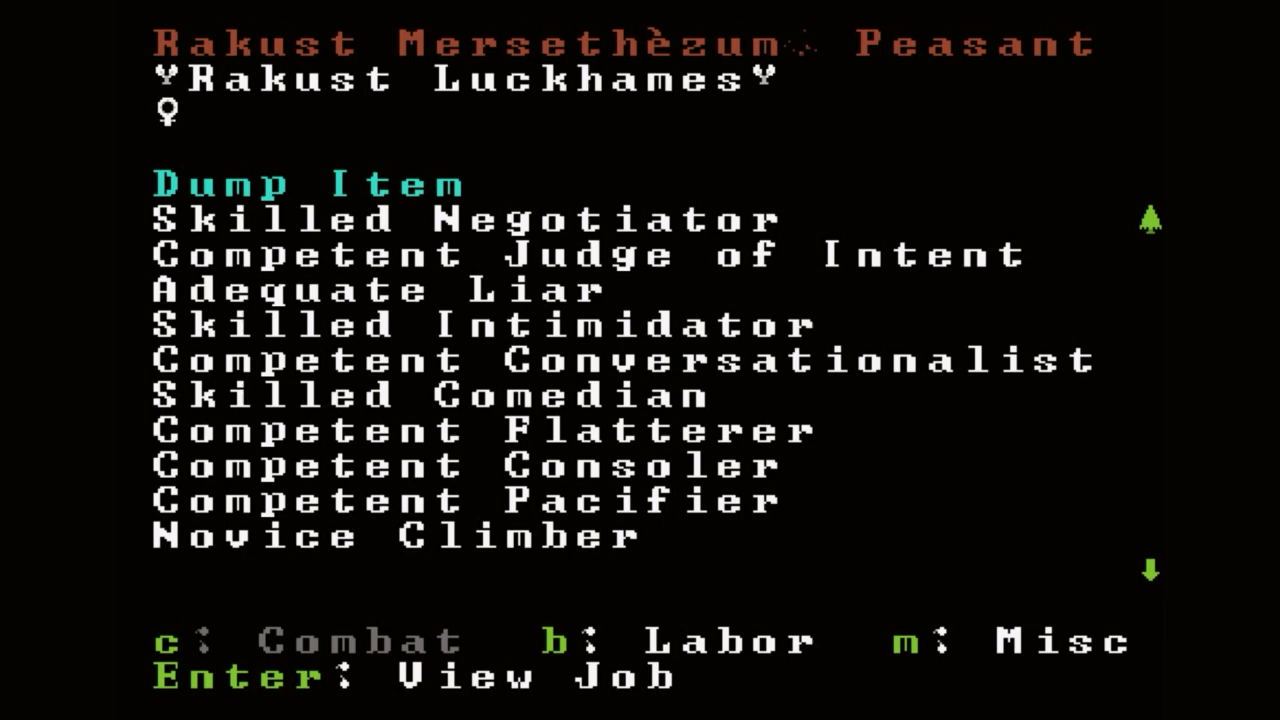 Rakust Mersethèzum, Peasant
Rakust Luckhames
♀
Dump Item
Skilled Negotiator
Competent Judge of Intent
Adequate Liar
Skilled Intimidator
Competent Conversationalist
Skilled Comedian
Competent Flatterer
Competent Consoler
Competent Pacifier
Novice Climber
c: Combat b: Labor m: Misc
Enter: View Job